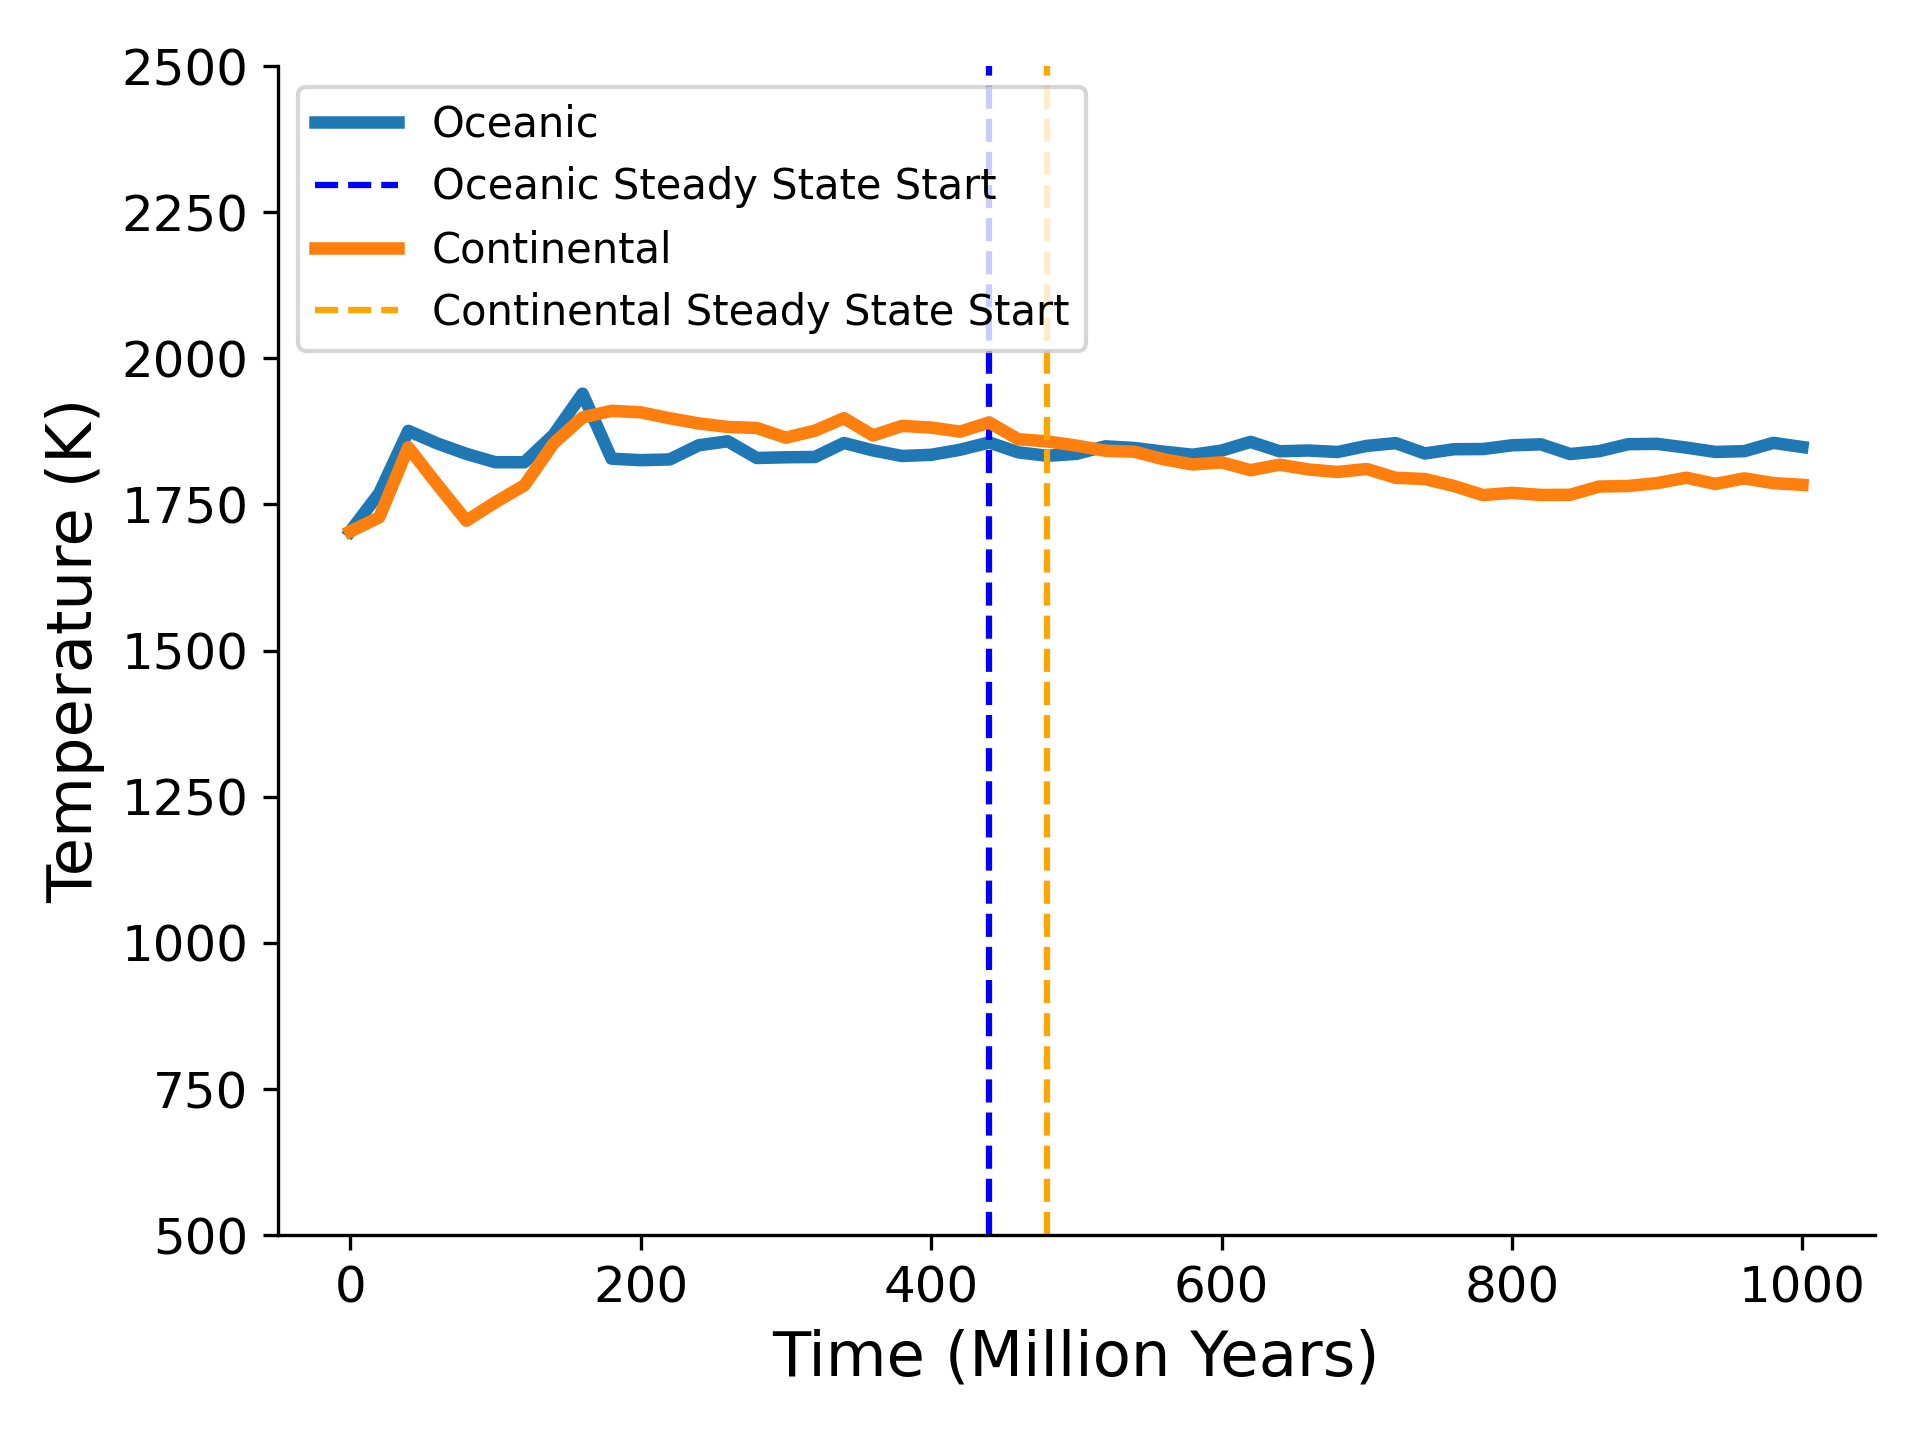 2500
2250
2000
1750
1500
1250
1000
750
500
Temperature (K)
Oceanic
Oceanic Steady State Start
Continental
Continental Steady State Start
0 200 400 600 800 1000
Time (Million Years)